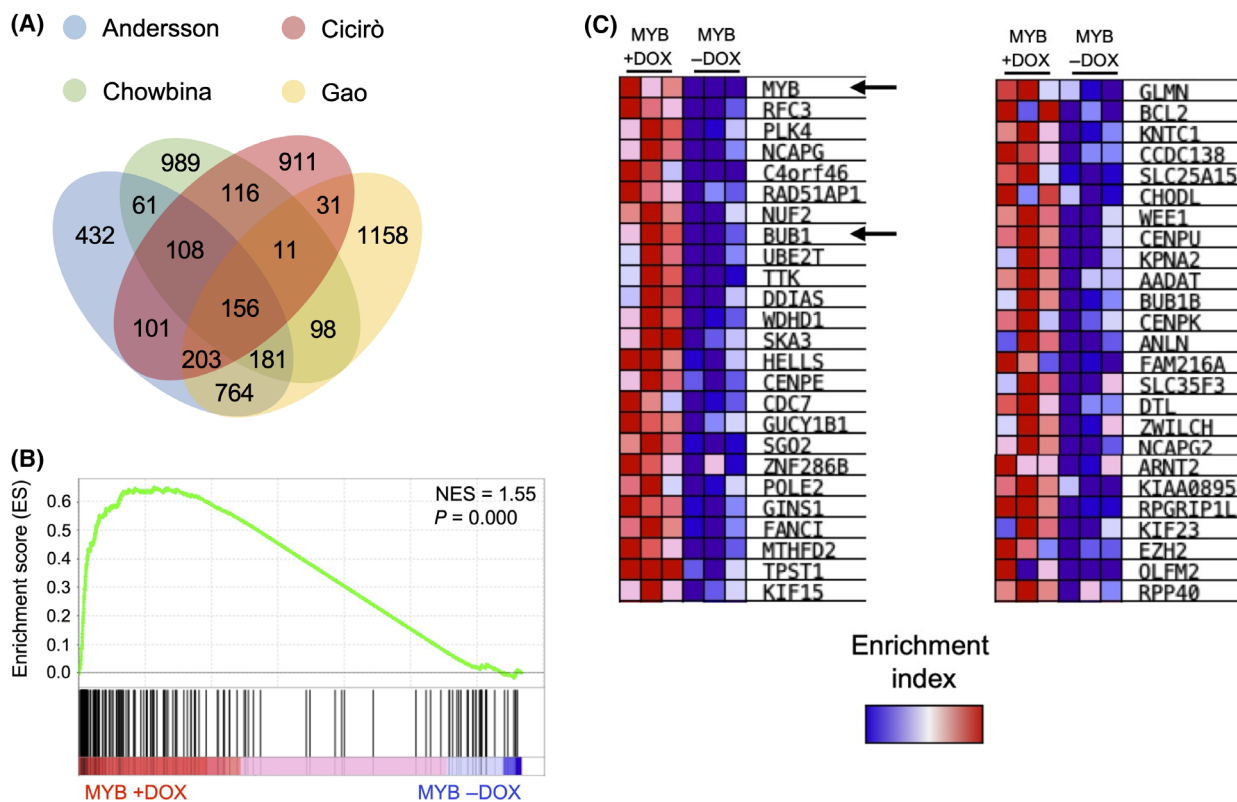 (A)
Andersson
Cicirò
Chowbina
Gao
989
911
61
116
31
432
108
11
1158
156
101
98
203
181
764
(B)
Enrichment score (ES)
0.6
0.5
0.4
0.3
0.2
0.1
0.0
NES = 1.55
P = 0.000
MYB +DOX
MYB –DOX
(C)
MYB
+DOX
MYB
–DOX
MYB
RFC3
PLK4
NCAPG
C4orf46
RAD51AP1
NUF2
BUB1
UBE2T
TTK
DDIAS
WDHD1
SKA3
HELLS
CENPE
CDC7
GUCY1B1
SGO2
ZNF286B
POLE2
GINS1
FANCI
MTHFD2
TPST1
KIF15
MYB
+DOX
MYB
–DOX
GLMN
BCL2
KNTC1
CCDC138
SLC25A15
CHODL
WEE1
CENPU
KPNA2
AADAT
BUB1B
CENPK
ANLN
FAM216A
SLC35F3
DTL
ZWILCH
NCAPG2
ARNT2
KIAA0895
RPGRIP1L
KIF23
EZH2
OLFM2
RPP40
Enrichment
index